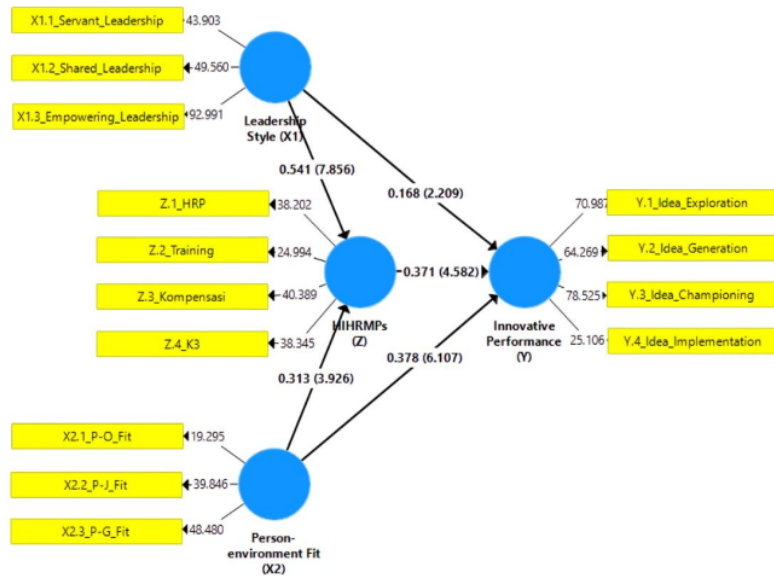 X1.1_Servant_Leadership
43.903
X1.2_Shared_Leadership
49.560
X1.3_Empowering_Leadership
92.991
Leadership
Style (X1)
0.541 (7.856)
0.168 (2.209)
Z.1_HRP
38.202
Z.2_Training
24.994
Z.3_Kompensasi
40.389
Z.4_K3
38.345
HIHRMPs
(Z)
0.371 (4.582)
70.987
Y.1_Idea_Exploration
64.269
Y.2_Idea_Generation
78.525
Y.3_Idea_Championing
25.106
Y.4_Idea_Implementation
Innovative
Performance
(Y)
0.313 (3.926)
0.378 (6.107)
X2.1_P-O_Fit
19.295
X2.2_P-J_Fit
39.846
X2.3_P-G_Fit
48.480
Person-
environment Fit
(X2)